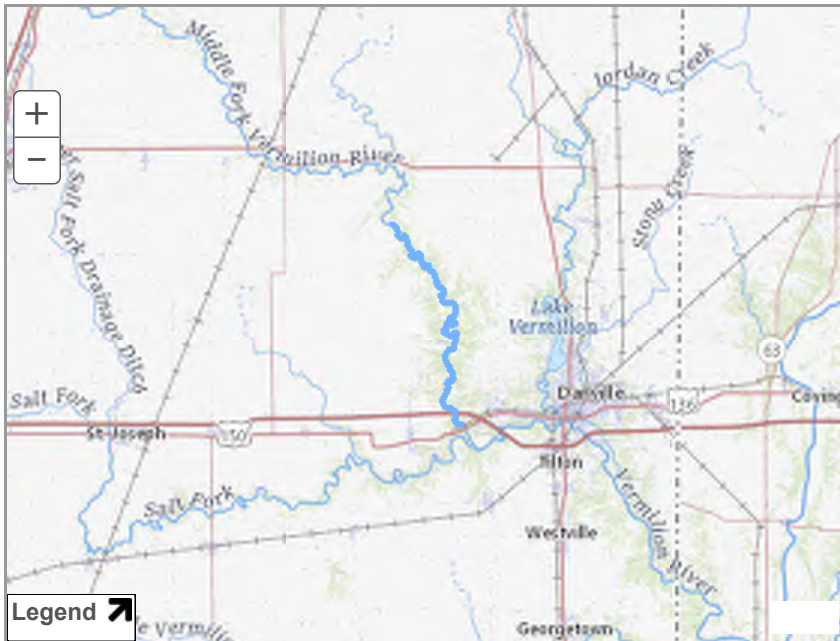 Middle Fork Vermilion River
Jordan Creek
+
−
Salt Fork Drainage Ditch
Stony Creek
Lake
Vermilion
63
Danville
136
Salt Fork
St Joseph
150
Tilton
Salt Fork
Vermilion River
Westville
Legend
Georgetown